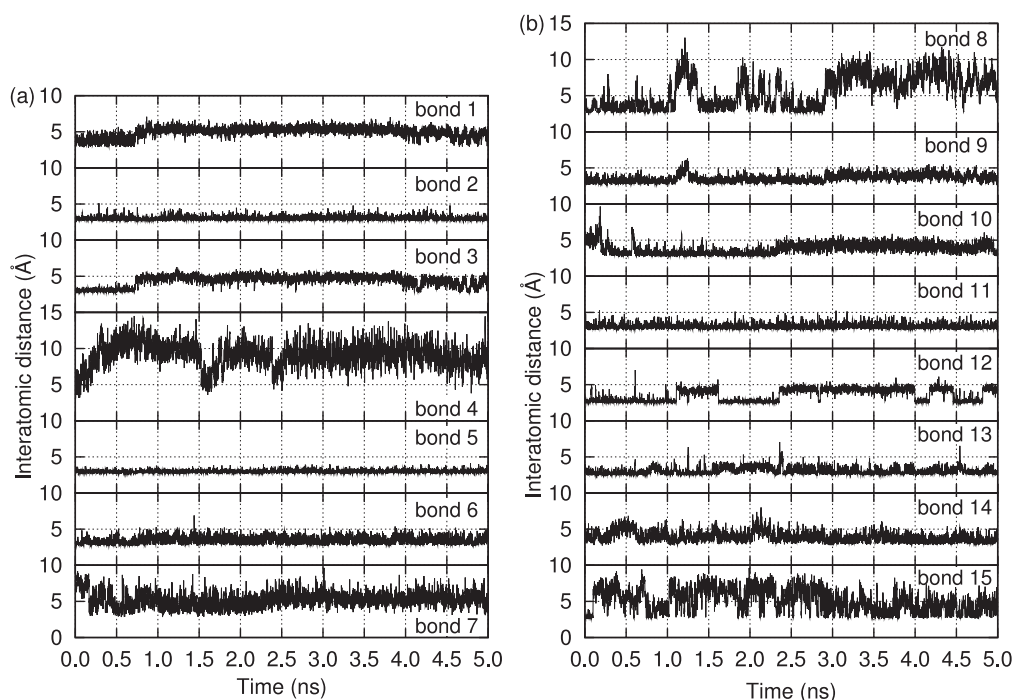 (a)
Interatomic distance (Å)
10
5
bond 1
10
5
bond 2
10
5
bond 3
15
10
5
bond 4
10
5
bond 5
10
5
bond 6
10
5
0
bond 7
0.0 0.5 1.0 1.5 2.0 2.5 3.0 3.5 4.0 4.5 5.0
Time (ns)
(b)
Interatomic distance (Å)
15
10
5
bond 8
10
5
bond 9
10
5
bond 10
10
5
bond 11
10
5
bond 12
10
5
bond 13
10
5
bond 14
10
5
0
bond 15
0.0 0.5 1.0 1.5 2.0 2.5 3.0 3.5 4.0 4.5 5.0
Time (ns)